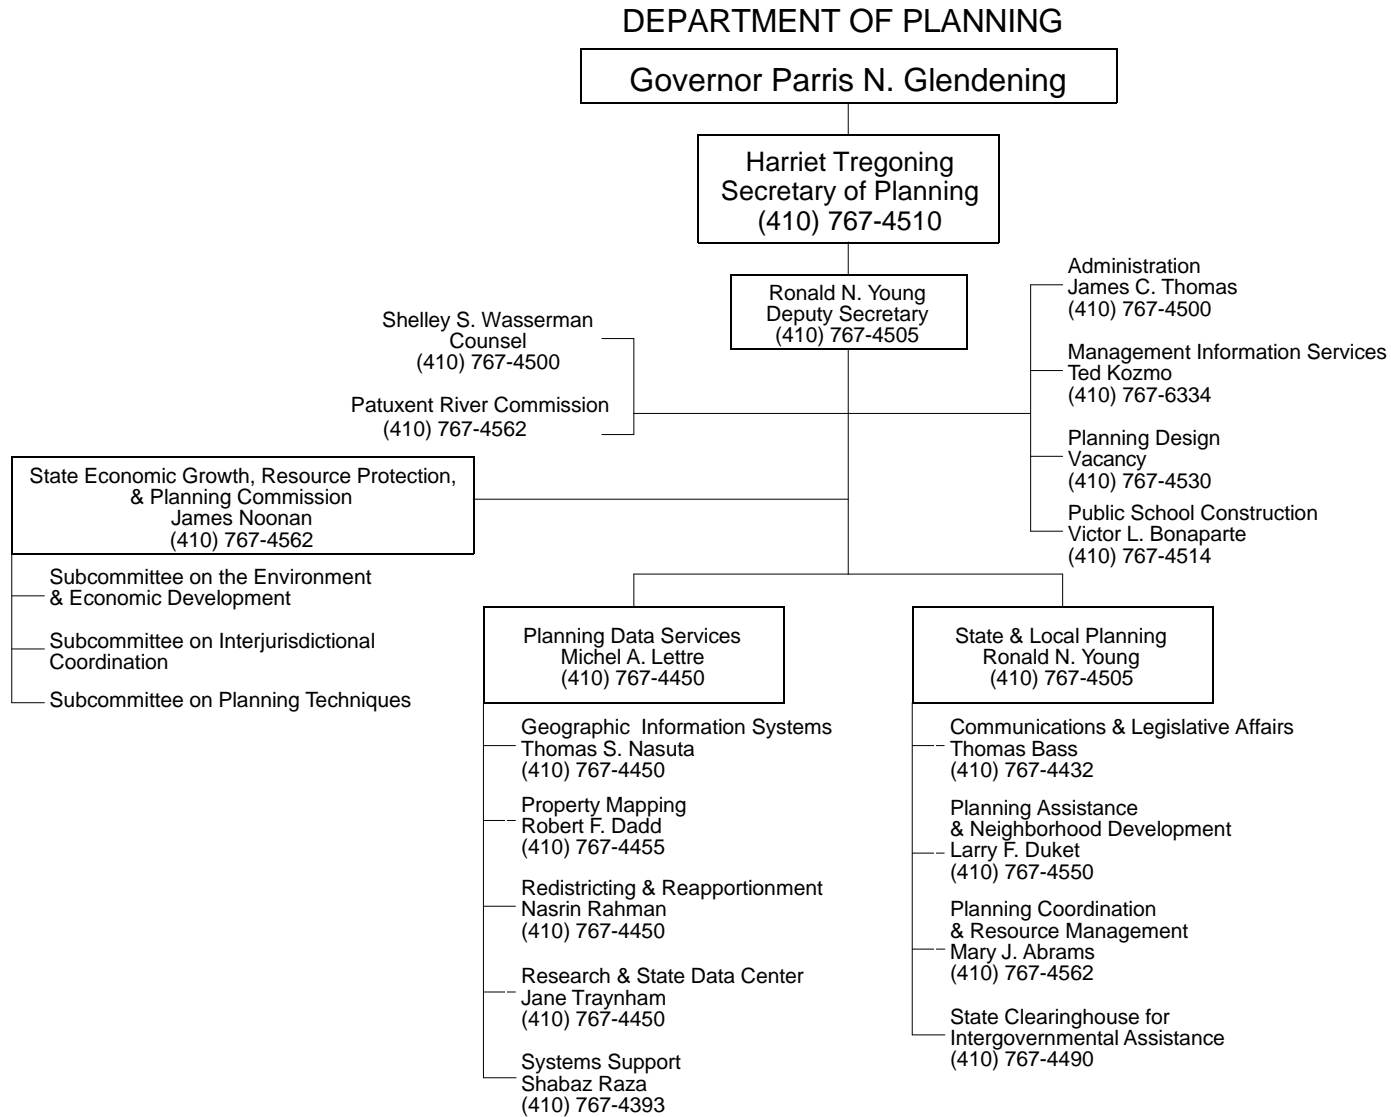 DEPARTMENT OF PLANNING
Governor Parris N. Glendening
Harriet Tregoning
Secretary of Planning
(410) 767-4510
Ronald N. Young
Deputy Secretary
(410) 767-4505
Shelley S. Wasserman
Counsel
(410) 767-4500
Patuxent River Commission
(410) 767-4562
Administration
James C. Thomas
(410) 767-4500
Management Information Services
Ted Kozmo
(410) 767-6334
Planning Design
Vacancy
(410) 767-4530
Public School Construction
Victor L. Bonaparte
(410) 767-4514
State Economic Growth, Resource Protection,
& Planning Commission
James Noonan
(410) 767-4562
Subcommittee on the Environment
& Economic Development
Subcommittee on Interjurisdictional
Coordination
Subcommittee on Planning Techniques
Planning Data Services
Michel A. Lettre
(410) 767-4450
Geographic Information Systems
Thomas S. Nasuta
(410) 767-4450
Property Mapping
Robert F. Dadd
(410) 767-4455
Redistricting & Reapportionment
Nasrin Rahman
(410) 767-4450
Research & State Data Center
Jane Traynham
(410) 767-4450
Systems Support
Shabaz Raza
(410) 767-4393
State & Local Planning
Ronald N. Young
(410) 767-4505
Communications & Legislative Affairs
Thomas Bass
(410) 767-4432
Planning Assistance
& Neighborhood Development
Larry F. Duket
(410) 767-4550
Planning Coordination
& Resource Management
Mary J. Abrams
(410) 767-4562
State Clearinghouse for
Intergovernmental Assistance
(410) 767-4490